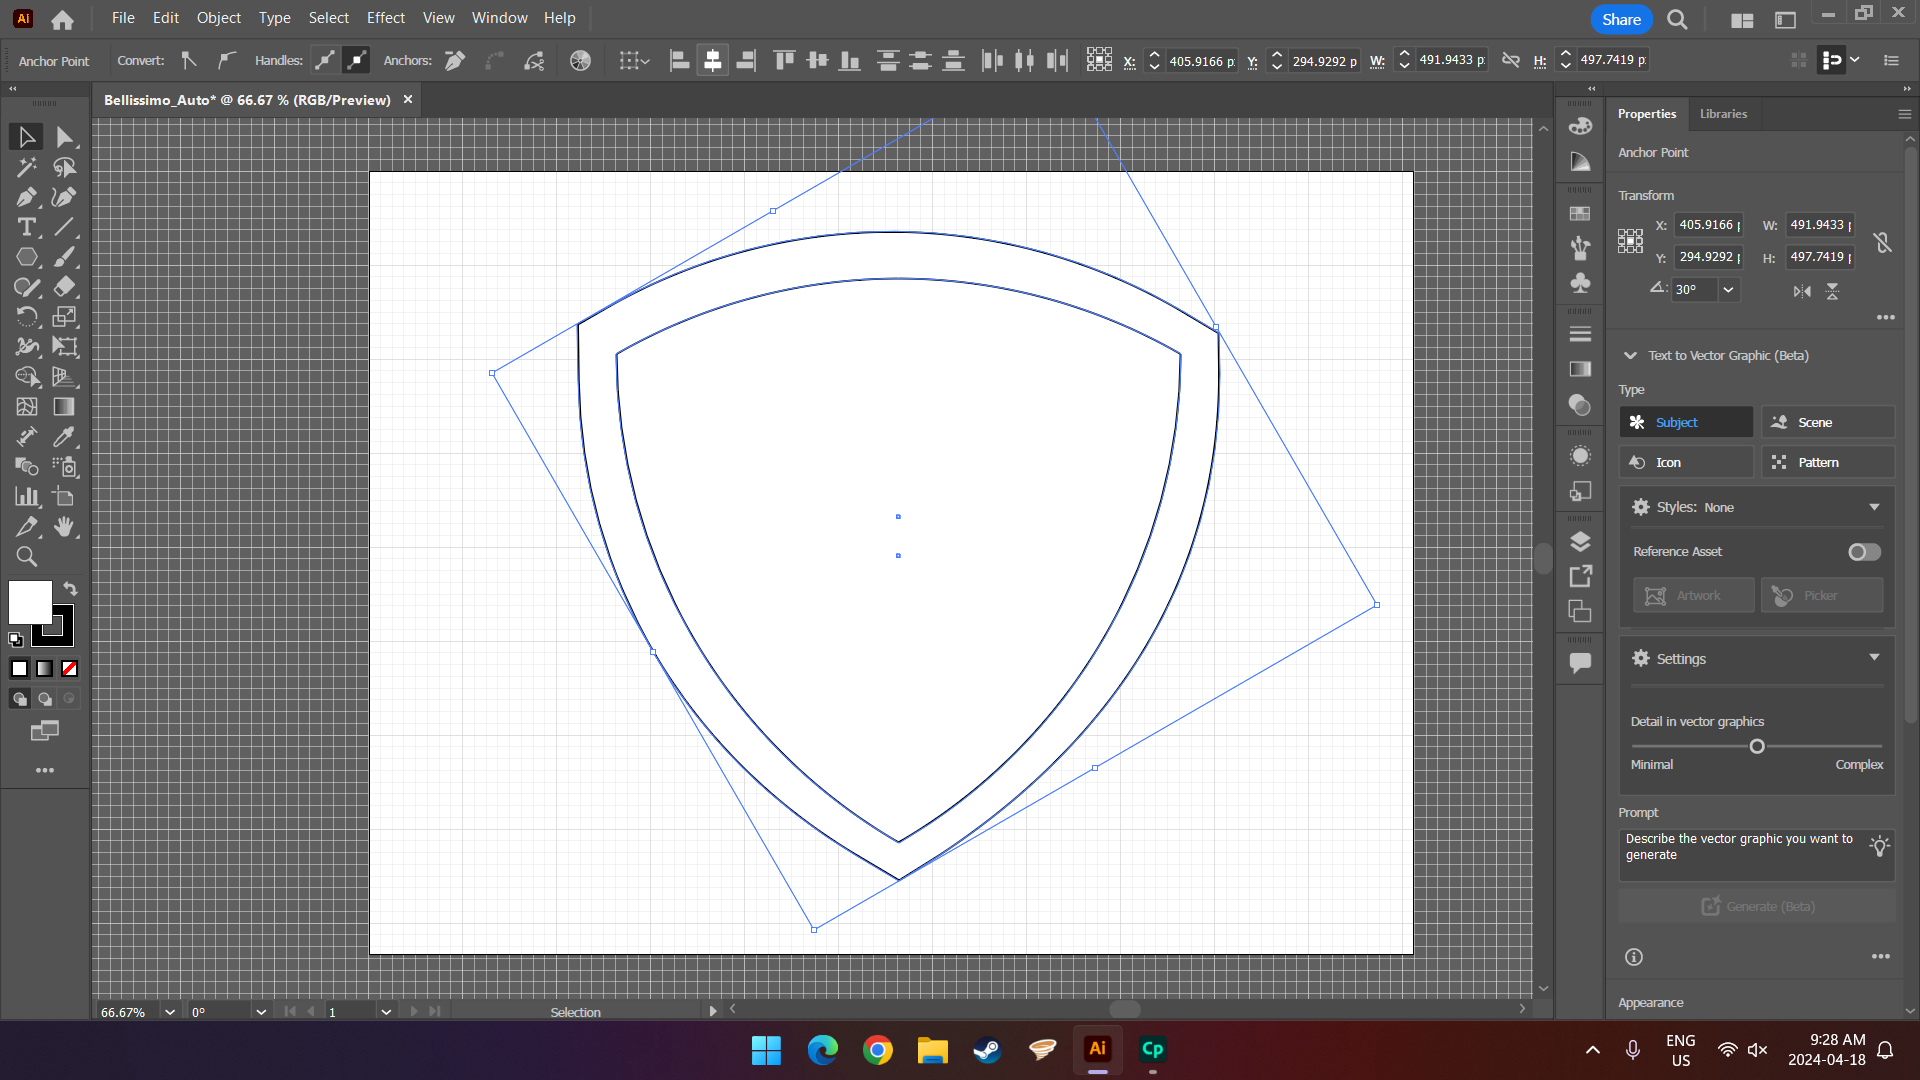 Ai File Edit Object Type Select Effect View Window Help Share
Anchor Point Convert: Handles: Anchors: X: 405.9166 p Y: 294.9292 p W: 491.9433 p H: 497.7419 p
Bellissimo_Auto* @ 66.67 % (RGB/Preview) ×
Properties Libraries
Anchor Point
Transform
X: 405.9166 p W: 491.9433 p
Y: 294.9292 p H: 497.7419 p
30°
Text to Vector Graphic (Beta)
Type
Subject Scene
Icon Pattern
Styles: None
Reference Asset
Artwork Picker
Settings
Detail in vector graphics
Minimal Complex
Prompt
Describe the vector graphic you want to
generate
Generate (Beta)
Appearance
66.67% 0° 1 Selection
Ai Cp
ENG
US
9:28 AM
2024-04-18